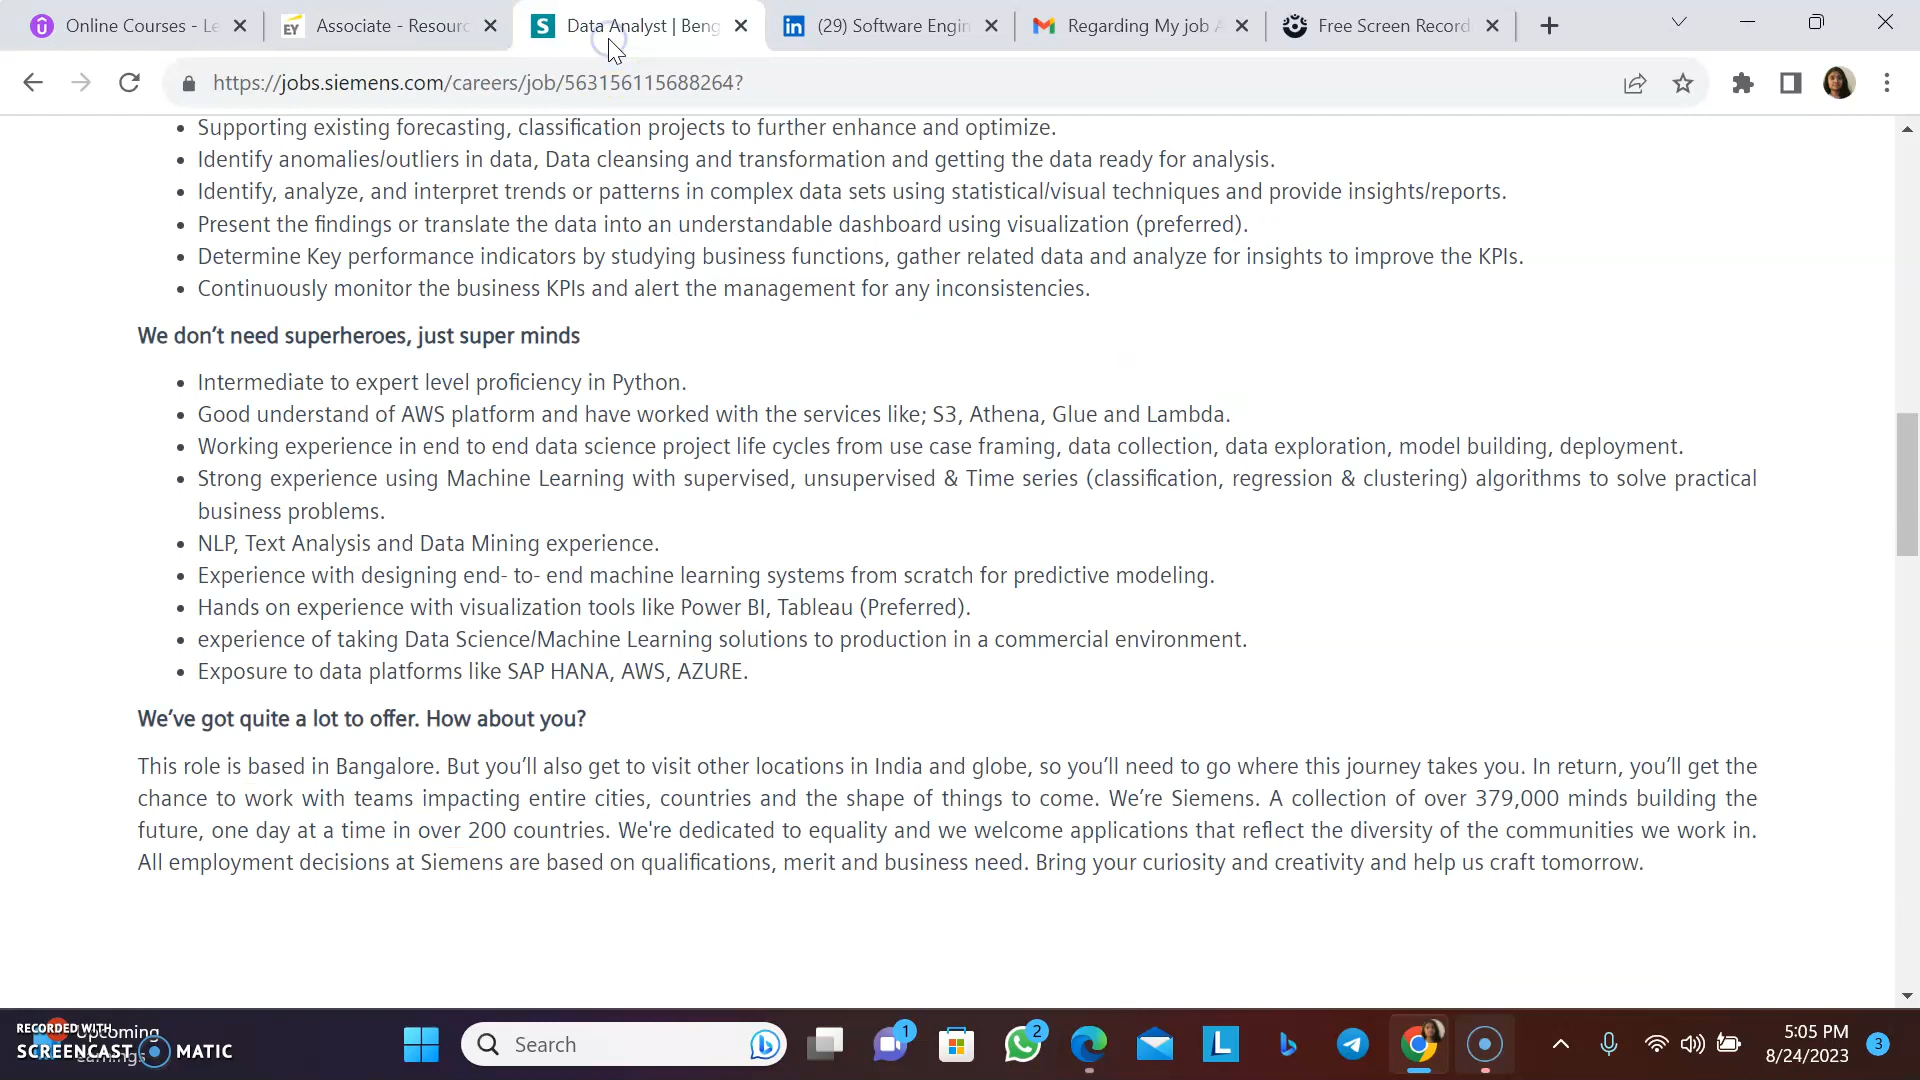 Online Courses - Le
Associate - Resourc
Data Analyst | Beng
(29) Software Engin
Regarding My job A
Free Screen Record
https://jobs.siemens.com/careers/job/563156115688264?
• Supporting existing forecasting, classification projects to further enhance and optimize.
• Identify anomalies/outliers in data, Data cleansing and transformation and getting the data ready for analysis.
• Identify, analyze, and interpret trends or patterns in complex data sets using statistical/visual techniques and provide insights/reports.
• Present the findings or translate the data into an understandable dashboard using visualization (preferred).
• Determine Key performance indicators by studying business functions, gather related data and analyze for insights to improve the KPIs.
• Continuously monitor the business KPIs and alert the management for any inconsistencies.
We don’t need superheroes, just super minds
• Intermediate to expert level proficiency in Python.
• Good understand of AWS platform and have worked with the services like; S3, Athena, Glue and Lambda.
• Working experience in end to end data science project life cycles from use case framing, data collection, data exploration, model building, deployment.
• Strong experience using Machine Learning with supervised, unsupervised & Time series (classification, regression & clustering) algorithms to solve practical
business problems.
• NLP, Text Analysis and Data Mining experience.
• Experience with designing end- to- end machine learning systems from scratch for predictive modeling.
• Hands on experience with visualization tools like Power BI, Tableau (Preferred).
• experience of taking Data Science/Machine Learning solutions to production in a commercial environment.
• Exposure to data platforms like SAP HANA, AWS, AZURE.
We’ve got quite a lot to offer. How about you?
This role is based in Bangalore. But you’ll also get to visit other locations in India and globe, so you’ll need to go where this journey takes you. In return, you’ll get the
chance to work with teams impacting entire cities, countries and the shape of things to come. We’re Siemens. A collection of over 379,000 minds building the
future, one day at a time in over 200 countries. We're dedicated to equality and we welcome applications that reflect the diversity of the communities we work in.
All employment decisions at Siemens are based on qualifications, merit and business need. Bring your curiosity and creativity and help us craft tomorrow.
RECORDED WITH
SCREENCAST MATIC
Upcoming
Earnings
Search
1
2
L
5:05 PM
8/24/2023
3